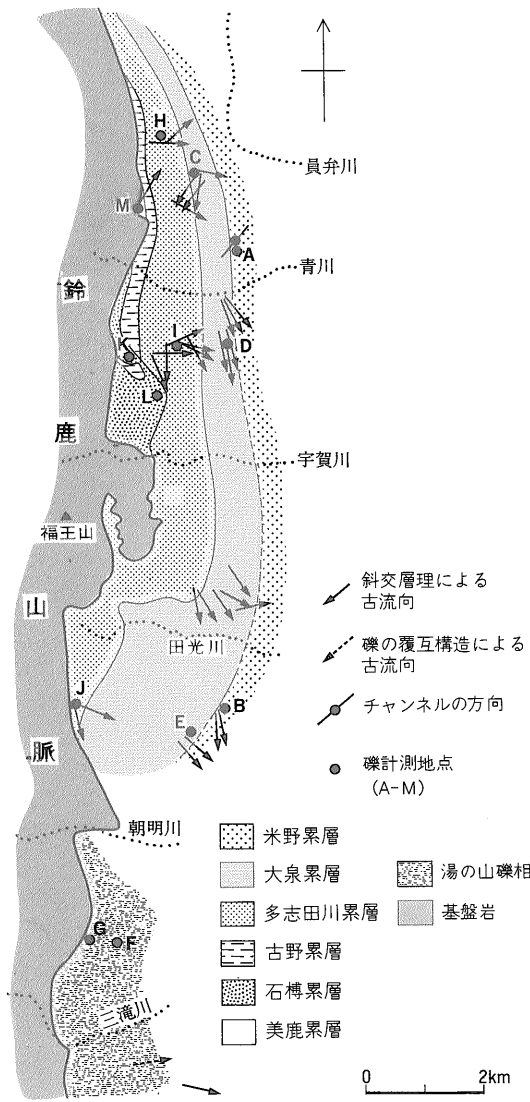 H
C
員弁川
M
A
鈴
青川
K
I
D
L
鹿
宇賀川
福王山
山
斜交層理による
古流向
礫の覆瓦構造による
古流向
田光川
J
B
E
チャンネルの方向
脈
礫計測地点
(A-M)
朝明川
米野累層
大泉累層
湯の山礫相
多志田川累層
基盤岩
古野累層
G
F
石榑累層
三滝川
美鹿累層
0
2km